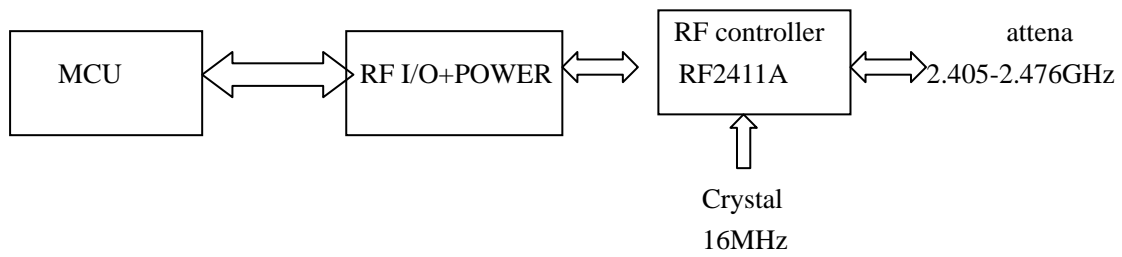 MCU
RF I/O+POWER
RF controller
RF2411A
attena
2.405-2.476GHz
Crystal
16MHz